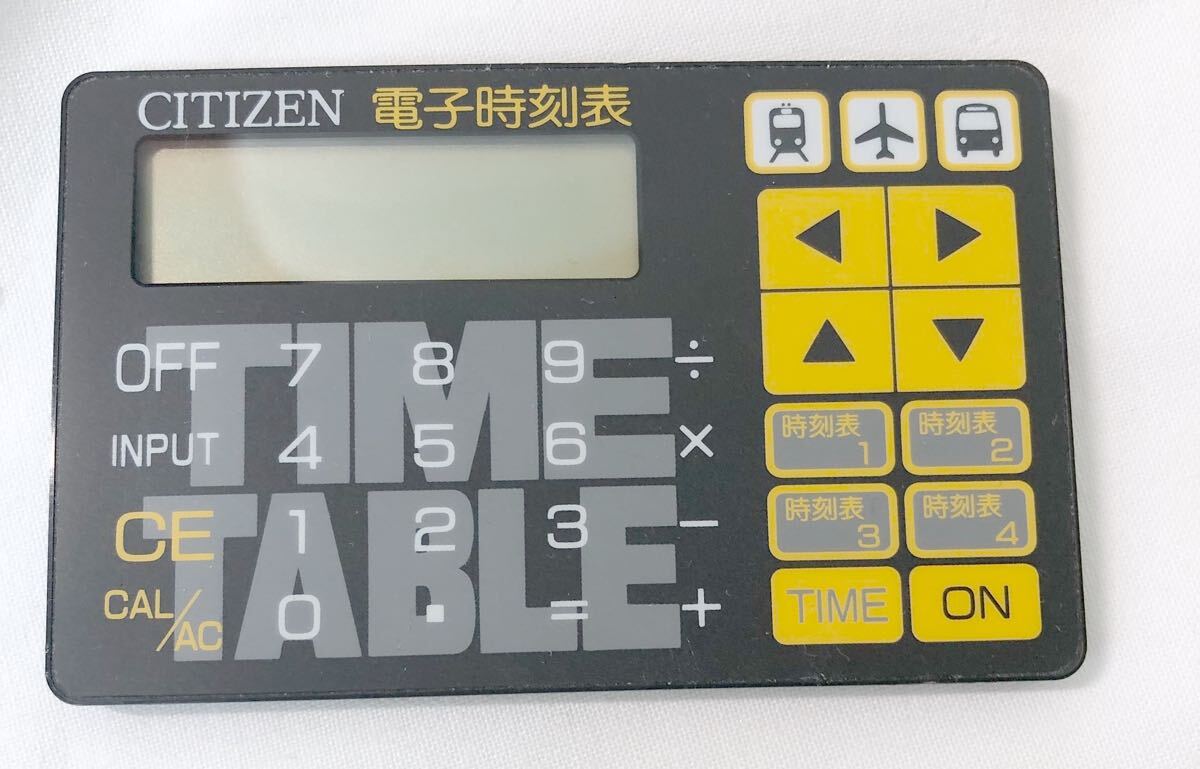 CITIZEN 電子時刻表
TIME
TABLE
OFF 7 8 9 ÷
INPUT 4 5 6 ×
CE 1 2 3 −
CAL/AC 0 . = +
◀ ▶
▲ ▼
時刻表1 時刻表2
時刻表3 時刻表4
TIME ON